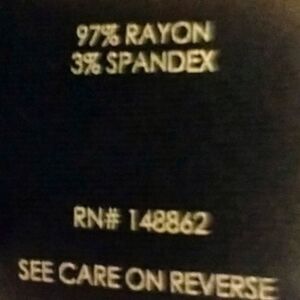 97% RAYON
3% SPANDEX
RN# 148862
SEE CARE ON REVERSE